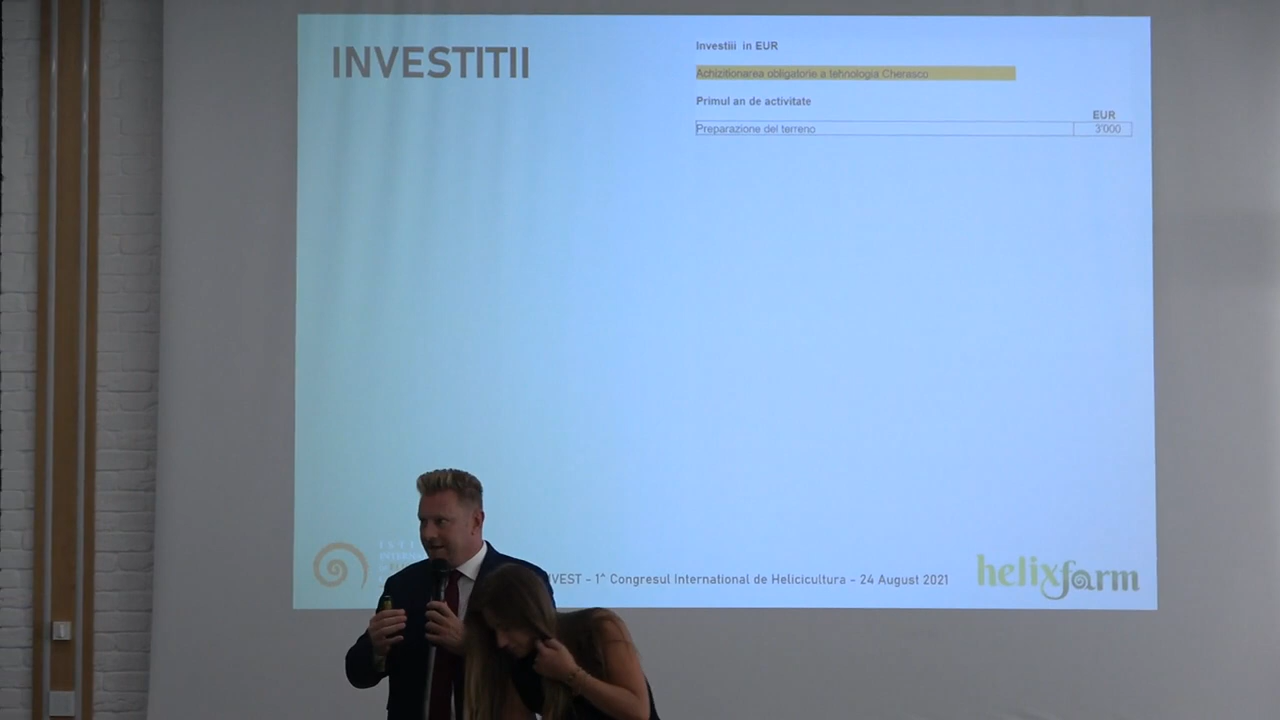 INVESTITII
Investiii in EUR
Achizitionarea obligatorie a tehnologia Cherasco
Primul an de activitate
EUR
Preparazione del terreno 3'000
VEST - 1^ Congresul International de Helicicultura - 24 August 2021
helixfarm